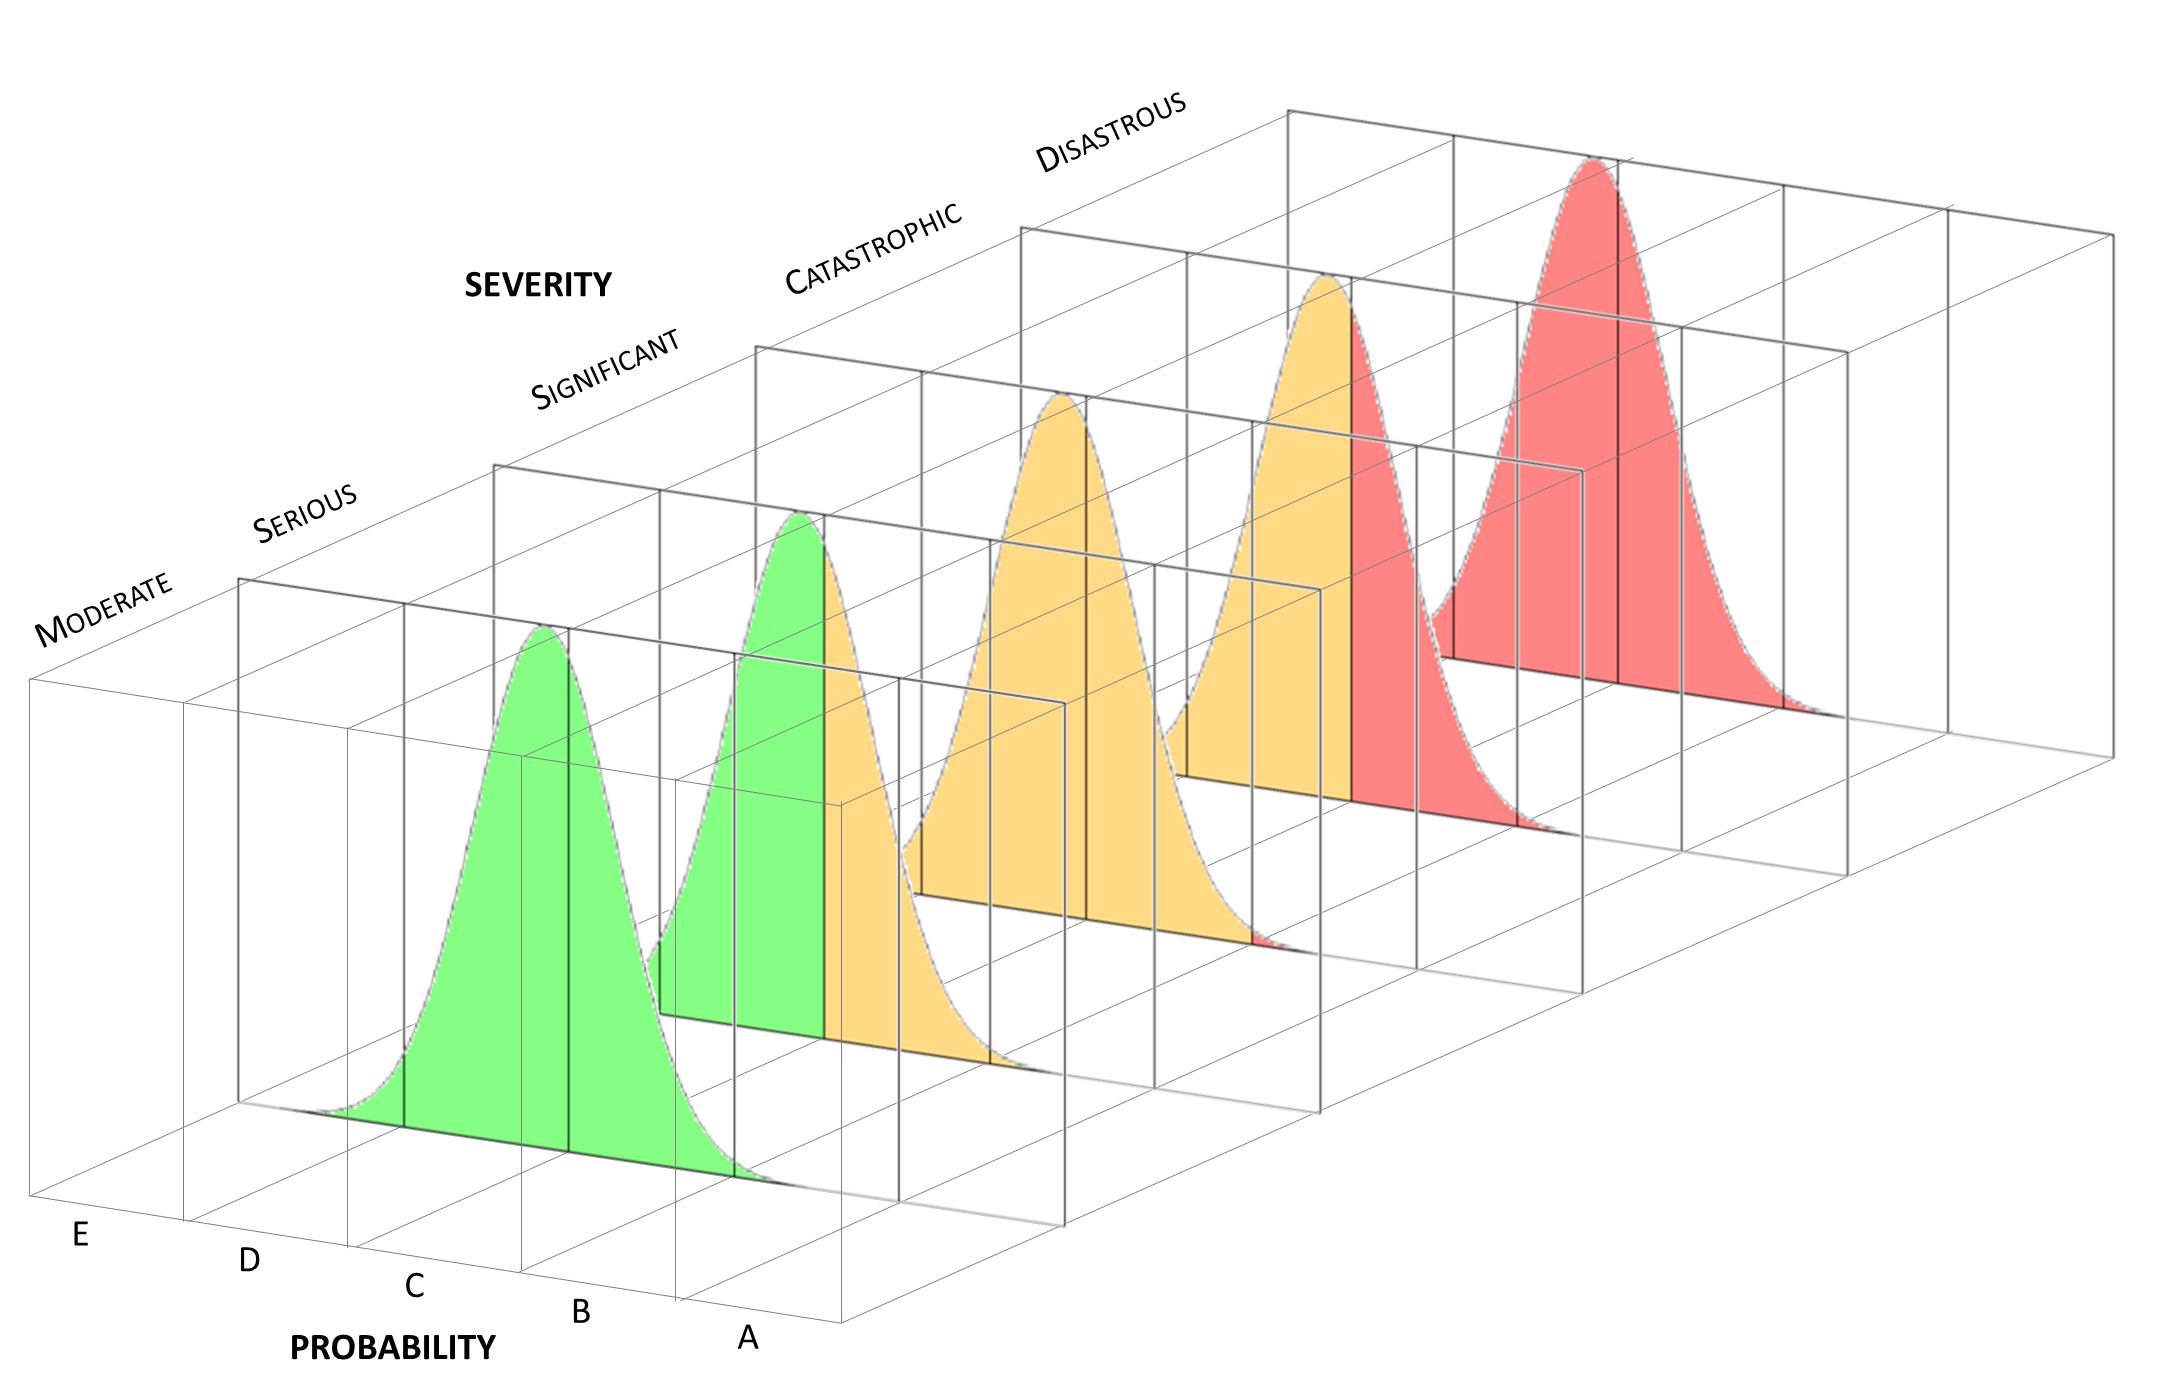 DISASTROUS
CATASTROPHIC
SEVERITY
SIGNIFICANT
SERIOUS
MODERATE
E
D
C
B
A
PROBABILITY